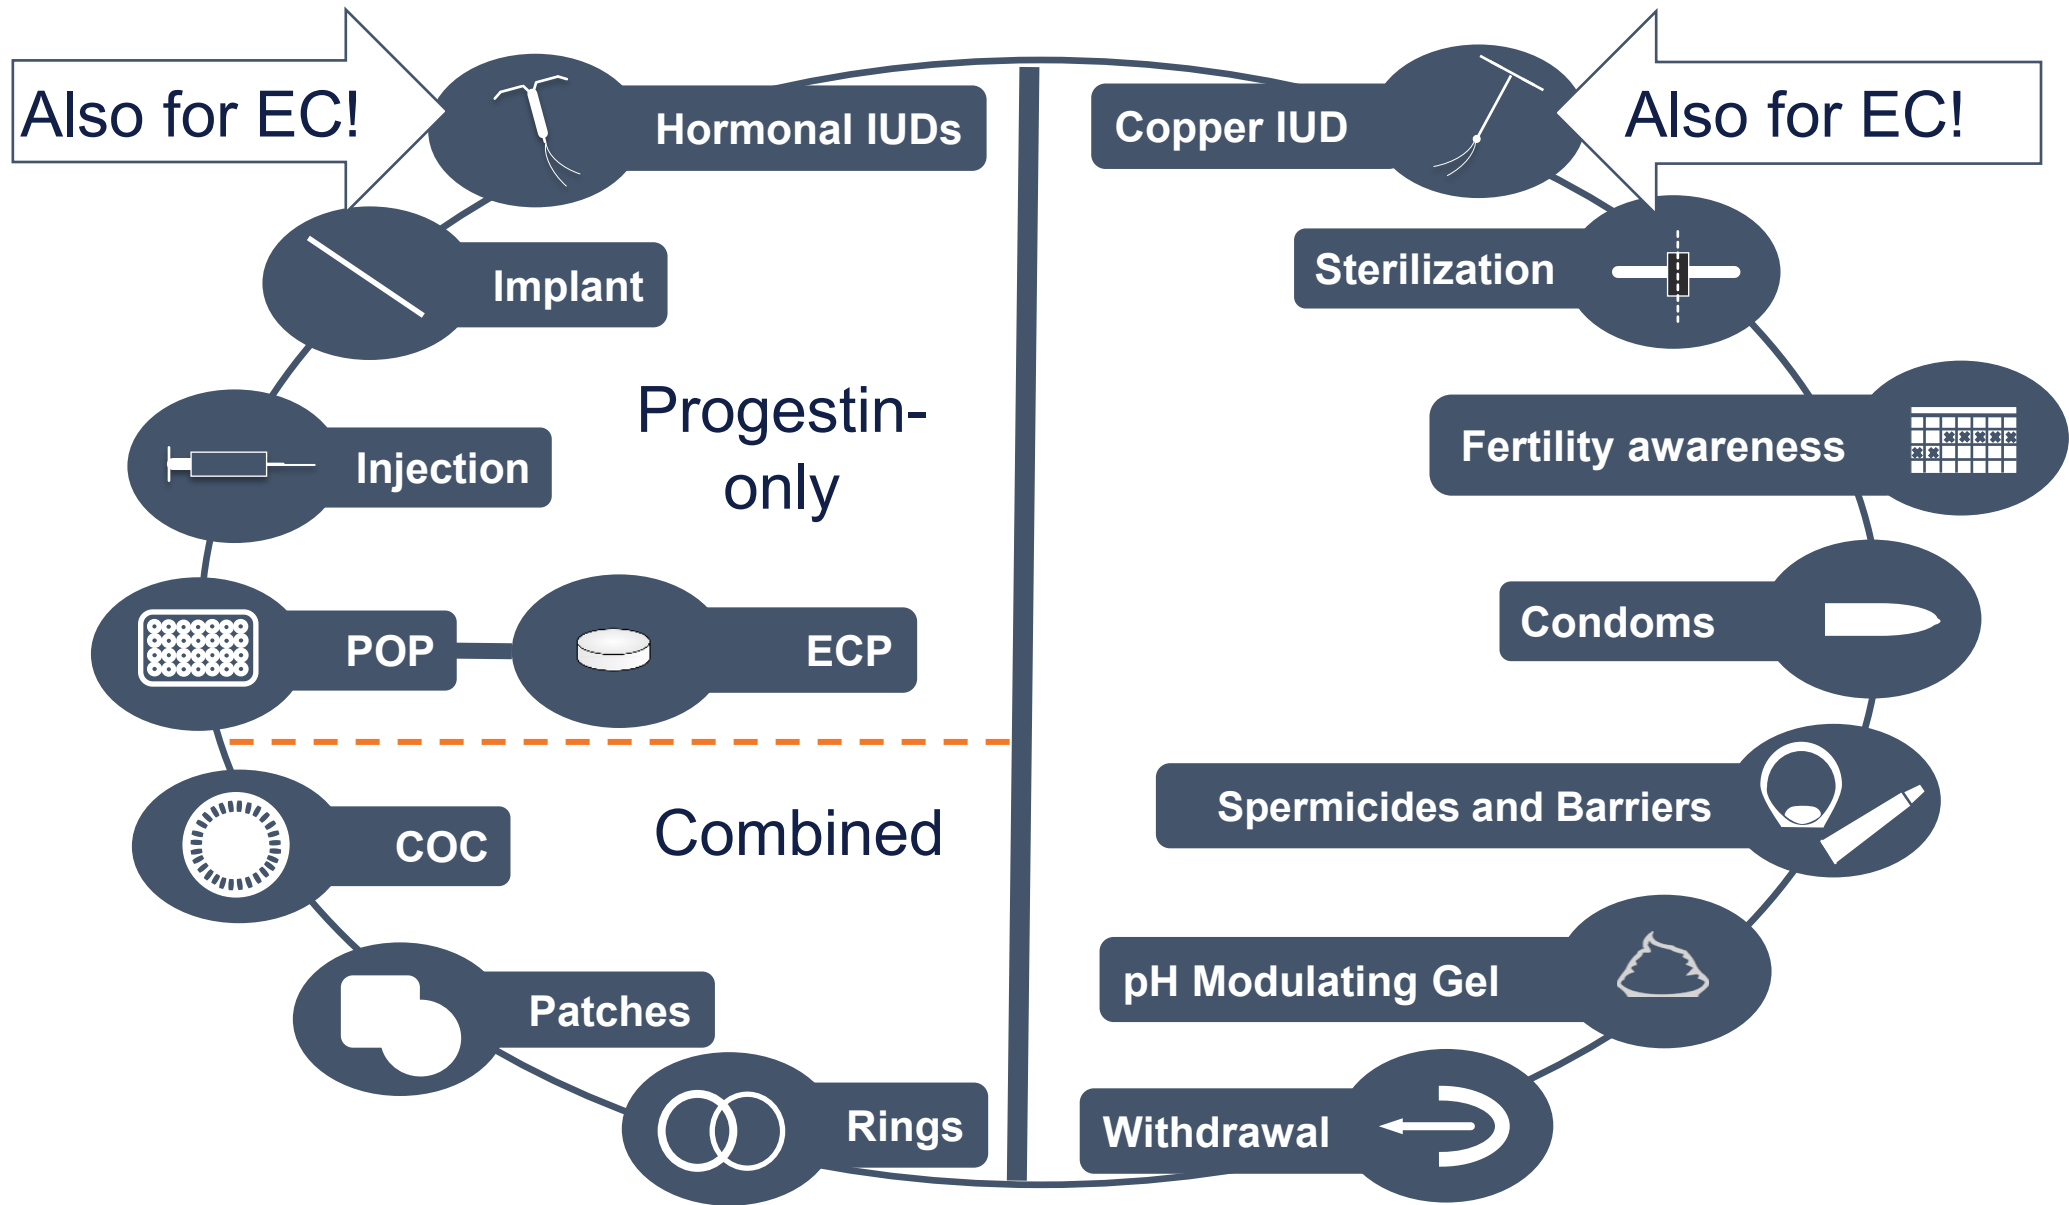 Also for EC!
Hormonal IUDs
Implant
Injection
Progestin-
only
POP
ECP
COC
Combined
Patches
Rings
Copper IUD
Also for EC!
Sterilization
Fertility awareness
Condoms
Spermicides and Barriers
pH Modulating Gel
Withdrawal